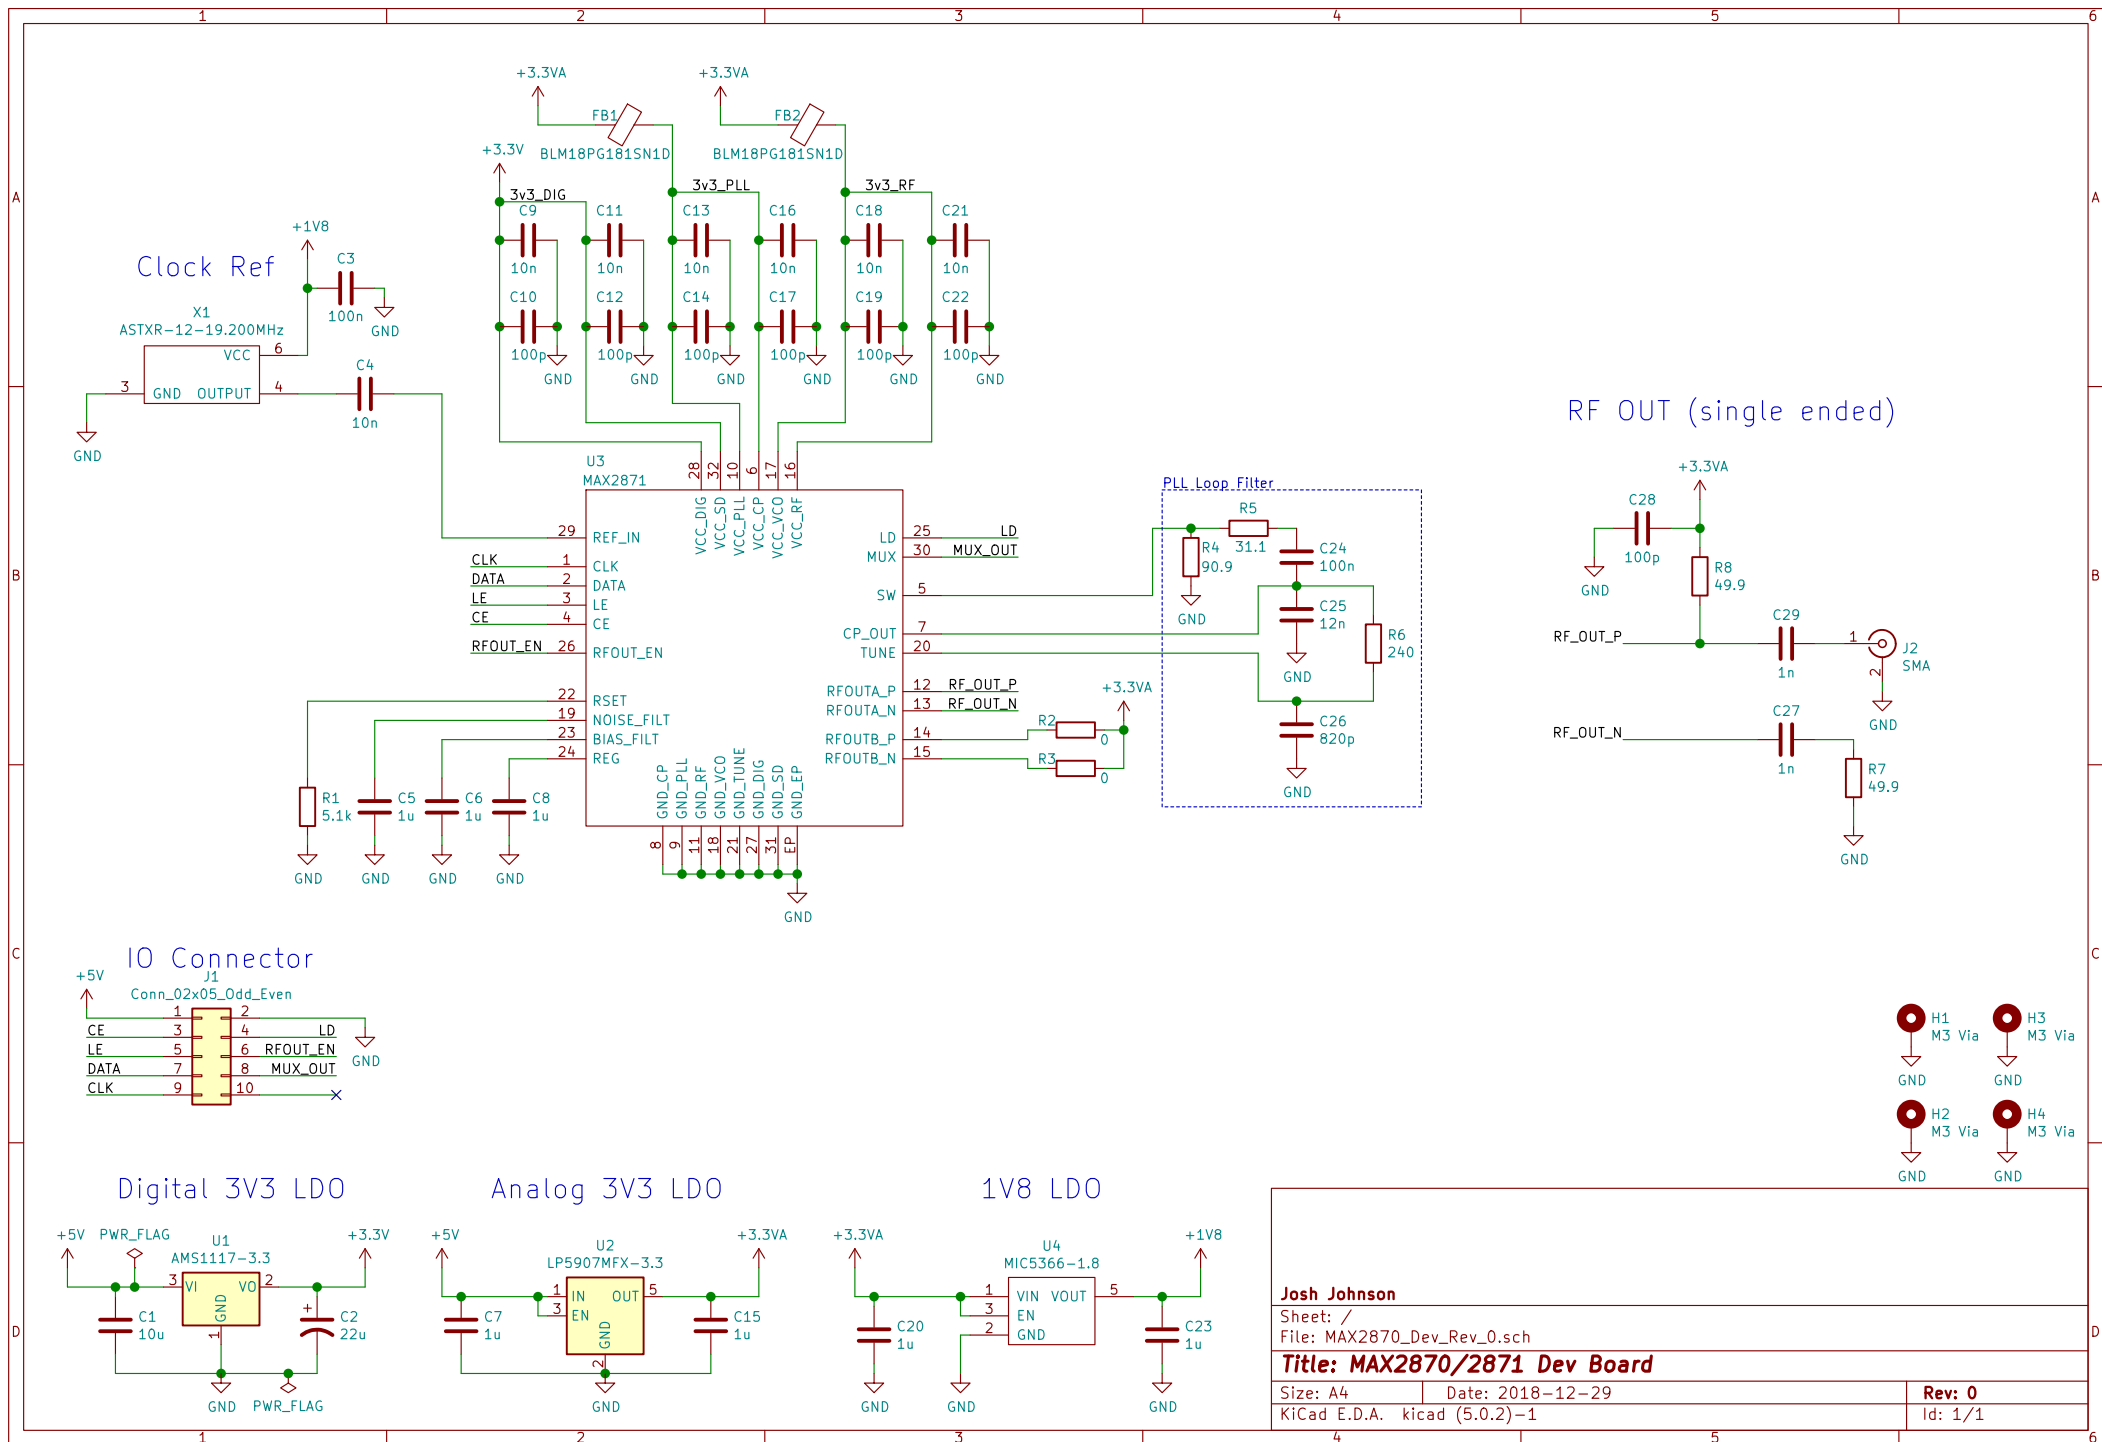 1 2 3 4 5 6
A
B
C
D
A
B
C
D
1 2 3 4 5 6
+3.3VA
FB1
BLM18PG181SN1D
+3.3VA
FB2
BLM18PG181SN1D
+3.3V
3v3_DIG
3v3_PLL
3v3_RF
C9
10n
C11
10n
C13
10n
C16
10n
C18
10n
C21
10n
C10
100p
C12
100p
C14
100p
C17
100p
C19
100p
C22
100p
GND
GND
GND
GND
GND
GND
Clock Ref
+1V8
C3
100n
GND
X1
ASTXR-12-19.200MHz
VCC 6
3 GND OUTPUT 4
GND
C4
10n
U3
MAX2871
28 VCC_DIG
32 VCC_SD
10 VCC_PLL
6 VCC_CP
17 VCC_VCO
16 VCC_RF
29 REF_IN
CLK 1 CLK
DATA 2 DATA
LE 3 LE
CE 4 CE
RFOUT_EN 26 RFOUT_EN
22 RSET
19 NOISE_FILT
23 BIAS_FILT
24 REG
LD 25 LD
MUX 30 MUX_OUT
SW 5
CP_OUT 7
TUNE 20
RFOUTA_P 12 RF_OUT_P
RFOUTA_N 13 RF_OUT_N
RFOUTB_P 14
RFOUTB_N 15
GND_CP 8
GND_PLL 9
GND_RF 11
GND_VCO 18
GND_TUNE 21
GND_DIG 27
GND_SD 31
GND_EP EP
GND
R1
5.1k
GND
C5
1u
GND
C6
1u
GND
C8
1u
GND
+3.3VA
R2
0
R3
0
PLL Loop Filter
R5
31.1
R4
90.9
GND
C24
100n
C25
12n
GND
R6
240
C26
820p
GND
RF OUT (single ended)
+3.3VA
C28
100p
GND
R8
49.9
RF_OUT_P
C29
1n
1
2
J2
SMA
GND
RF_OUT_N
C27
1n
R7
49.9
GND
IO Connector
+5V
J1
Conn_02x05_Odd_Even
1 2
CE 3 4 LD
LE 5 6 RFOUT_EN
DATA 7 8 MUX_OUT
CLK 9 10
GND
H1
M3 Via
GND
H3
M3 Via
GND
H2
M3 Via
GND
H4
M3 Via
GND
Digital 3V3 LDO
+5V
PWR_FLAG
U1
AMS1117-3.3
+3.3V
3 VI VO 2
GND
1
C1
10u
+
C2
22u
GND
PWR_FLAG
Analog 3V3 LDO
+5V
U2
LP5907MFX-3.3
+3.3VA
1 IN OUT 5
3 EN
GND
2
C7
1u
C15
1u
GND
1V8 LDO
+3.3VA
U4
MIC5366-1.8
+1V8
1 VIN VOUT 5
3 EN
2 GND
C20
1u
C23
1u
GND
GND
GND
Josh Johnson
Sheet: /
File: MAX2870_Dev_Rev_0.sch
Title: MAX2870/2871 Dev Board
Size: A4 Date: 2018-12-29 Rev: 0
KiCad E.D.A. kicad (5.0.2)-1 Id: 1/1